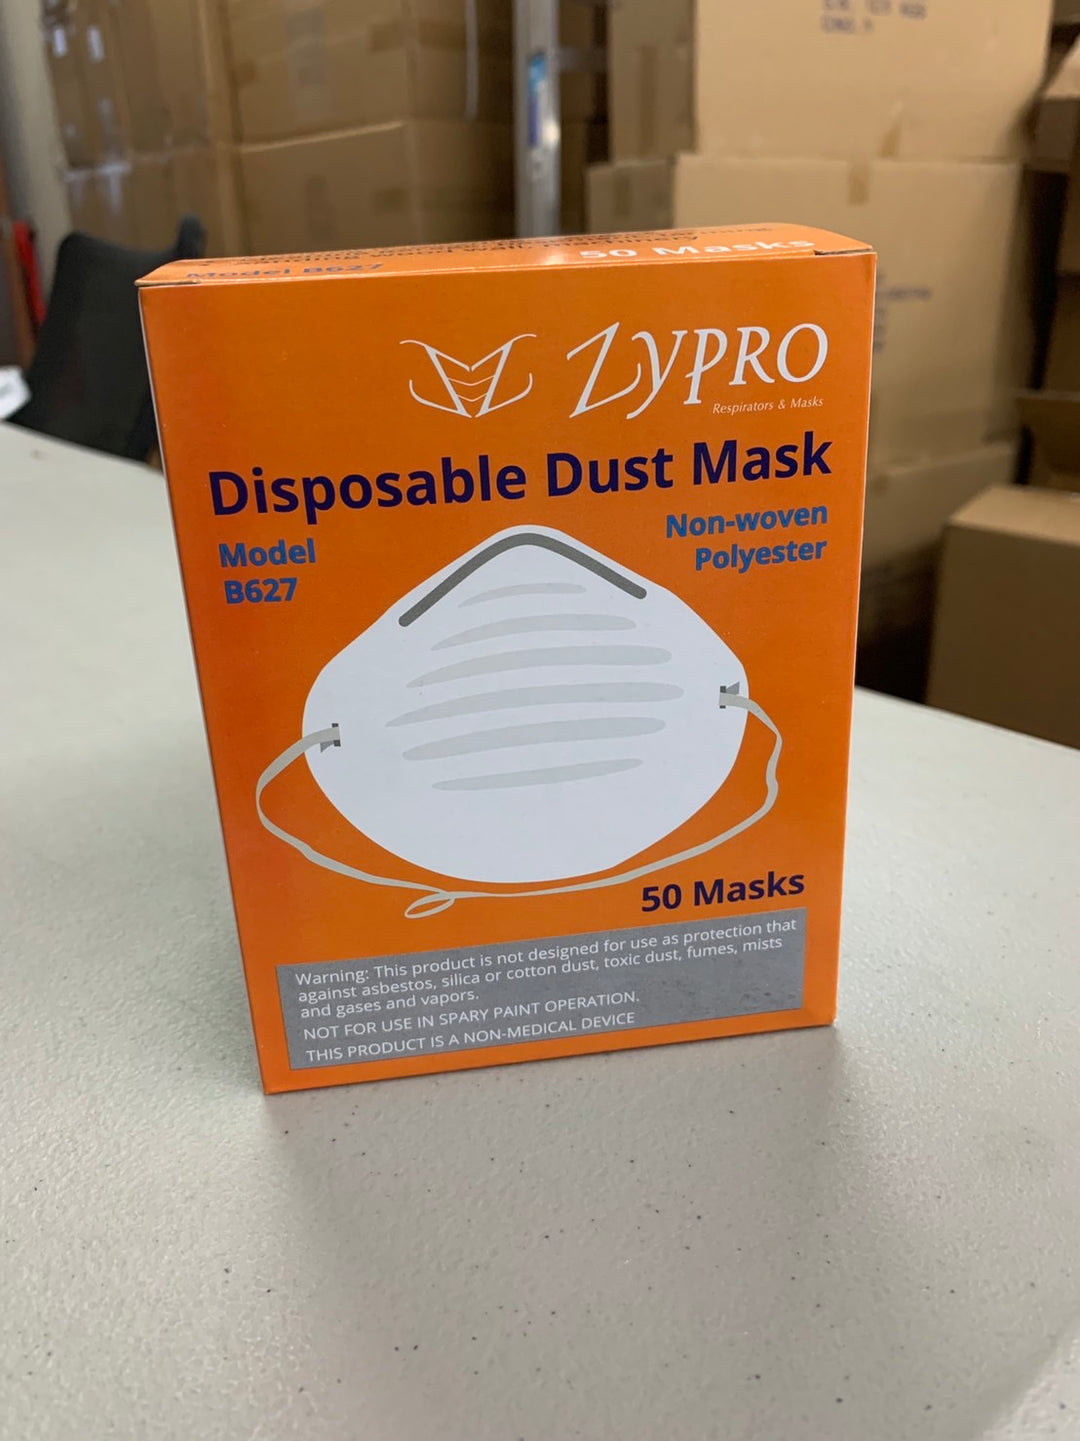 Model B627
50 Masks
ZYPRO
Respirators & Masks
Disposable Dust Mask
Model
B627
Non-woven
Polyester
50 Masks
Warning: This product is not designed for use as protection that
against asbestos, silica or cotton dust, toxic dust, fumes, mists
and gases and vapors.
NOT FOR USE IN SPARY PAINT OPERATION.
THIS PRODUCT IS A NON-MEDICAL DEVICE